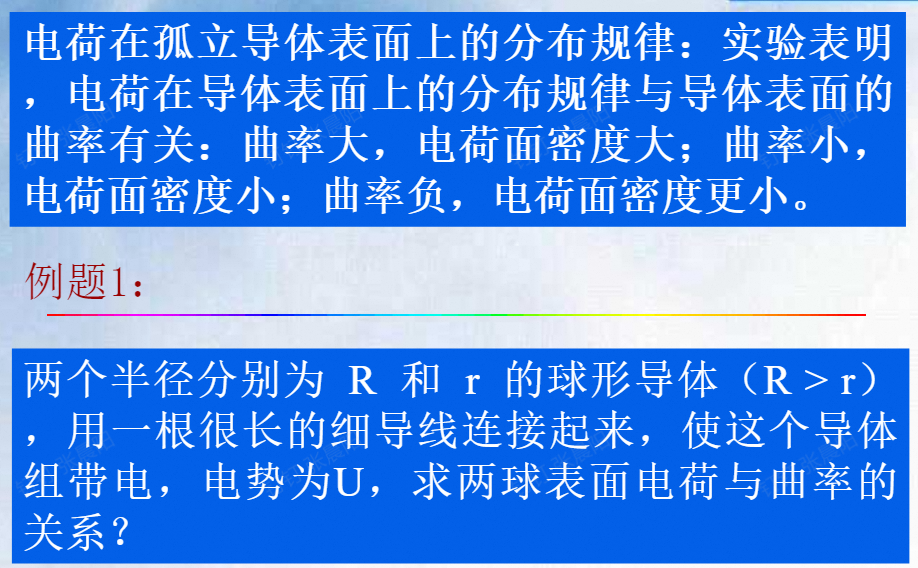 电荷在孤立导体表面上的分布规律：实验表明
，电荷在导体表面上的分布规律与导体表面的
曲率有关：曲率大，电荷面密度大；曲率小，
电荷面密度小；曲率负，电荷面密度更小。
例题1：
两个半径分别为 R 和 r 的球形导体（R > r）
，用一根很长的细导线连接起来，使这个导体
组带电，电势为U，求两球表面电荷与曲率的
关系？